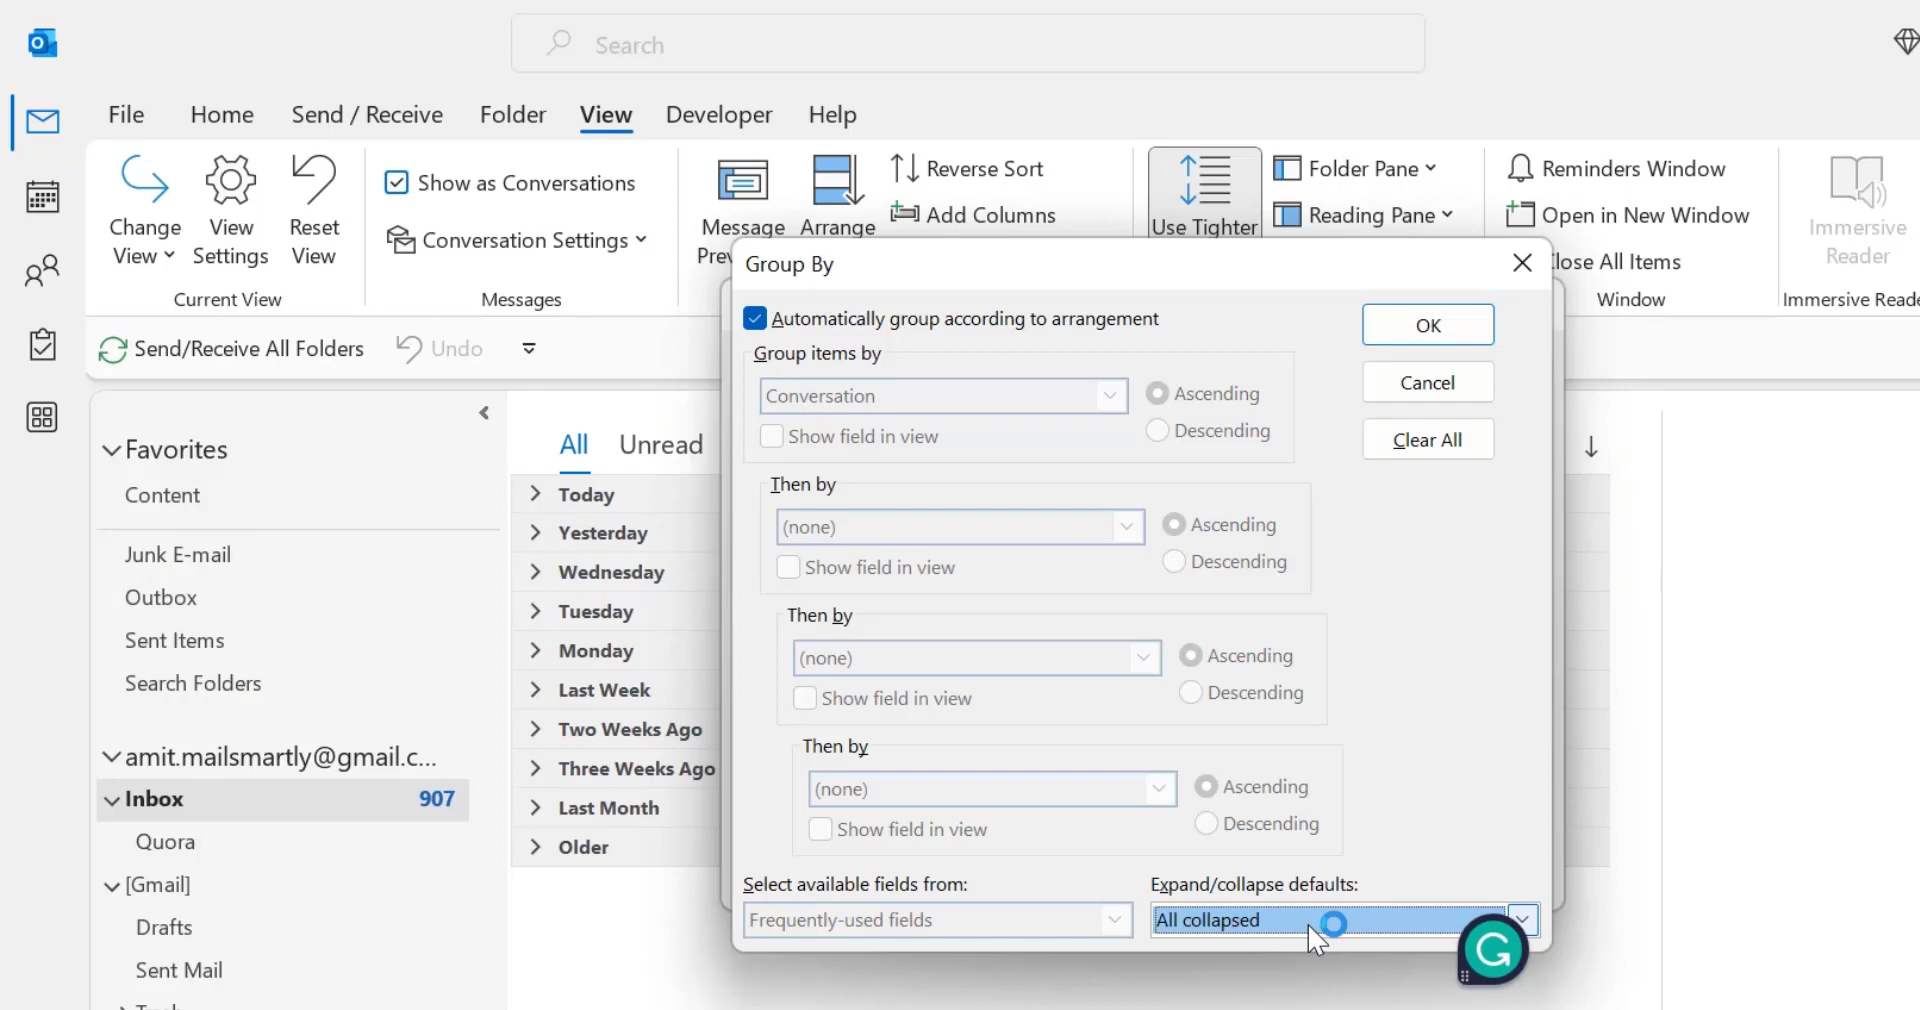 Search
File Home Send / Receive Folder View Developer Help
Change View
View Settings
Reset View
Current View
Show as Conversations
Conversation Settings
Messages
Message
Arrange
Reverse Sort
Add Columns
Use Tighter
Folder Pane
Reading Pane
Reminders Window
Open in New Window
Close All Items
Window
Immersive Reader
Immersive Reade
Send/Receive All Folders Undo
Favorites
Content
Junk E-mail
Outbox
Sent Items
Search Folders
amit.mailsmartly@gmail.c...
Inbox 907
Quora
[Gmail]
Drafts
Sent Mail
All Unread
Today
Yesterday
Wednesday
Tuesday
Monday
Last Week
Two Weeks Ago
Three Weeks Ago
Last Month
Older
Group By
Automatically group according to arrangement
OK
Cancel
Clear All
Group items by
Conversation
Ascending
Show field in view
Descending
Then by
(none)
Ascending
Show field in view
Descending
Then by
(none)
Ascending
Show field in view
Descending
Then by
(none)
Ascending
Show field in view
Descending
Select available fields from:
Frequently-used fields
Expand/collapse defaults:
All collapsed